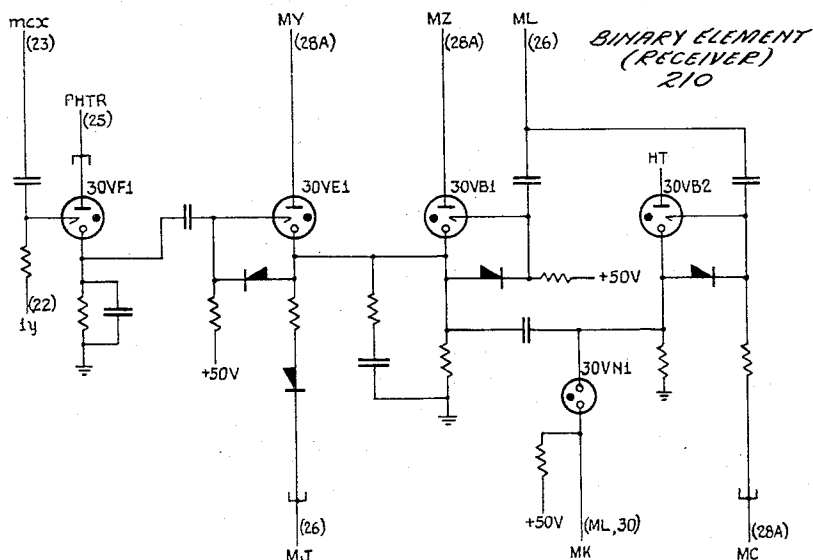 mcx
(23)
MY
(28A)
MZ
(28A)
ML
(26)
BINARY ELEMENT
(RECEIVER)
210
PHTR
(25)
30VF1
30VE1
30VB1
HT
30VB2
(22)
1y
+50V
+50V
30VN1
+50V
(26)
MJ
(ML,30)
MK
(28A)
MC